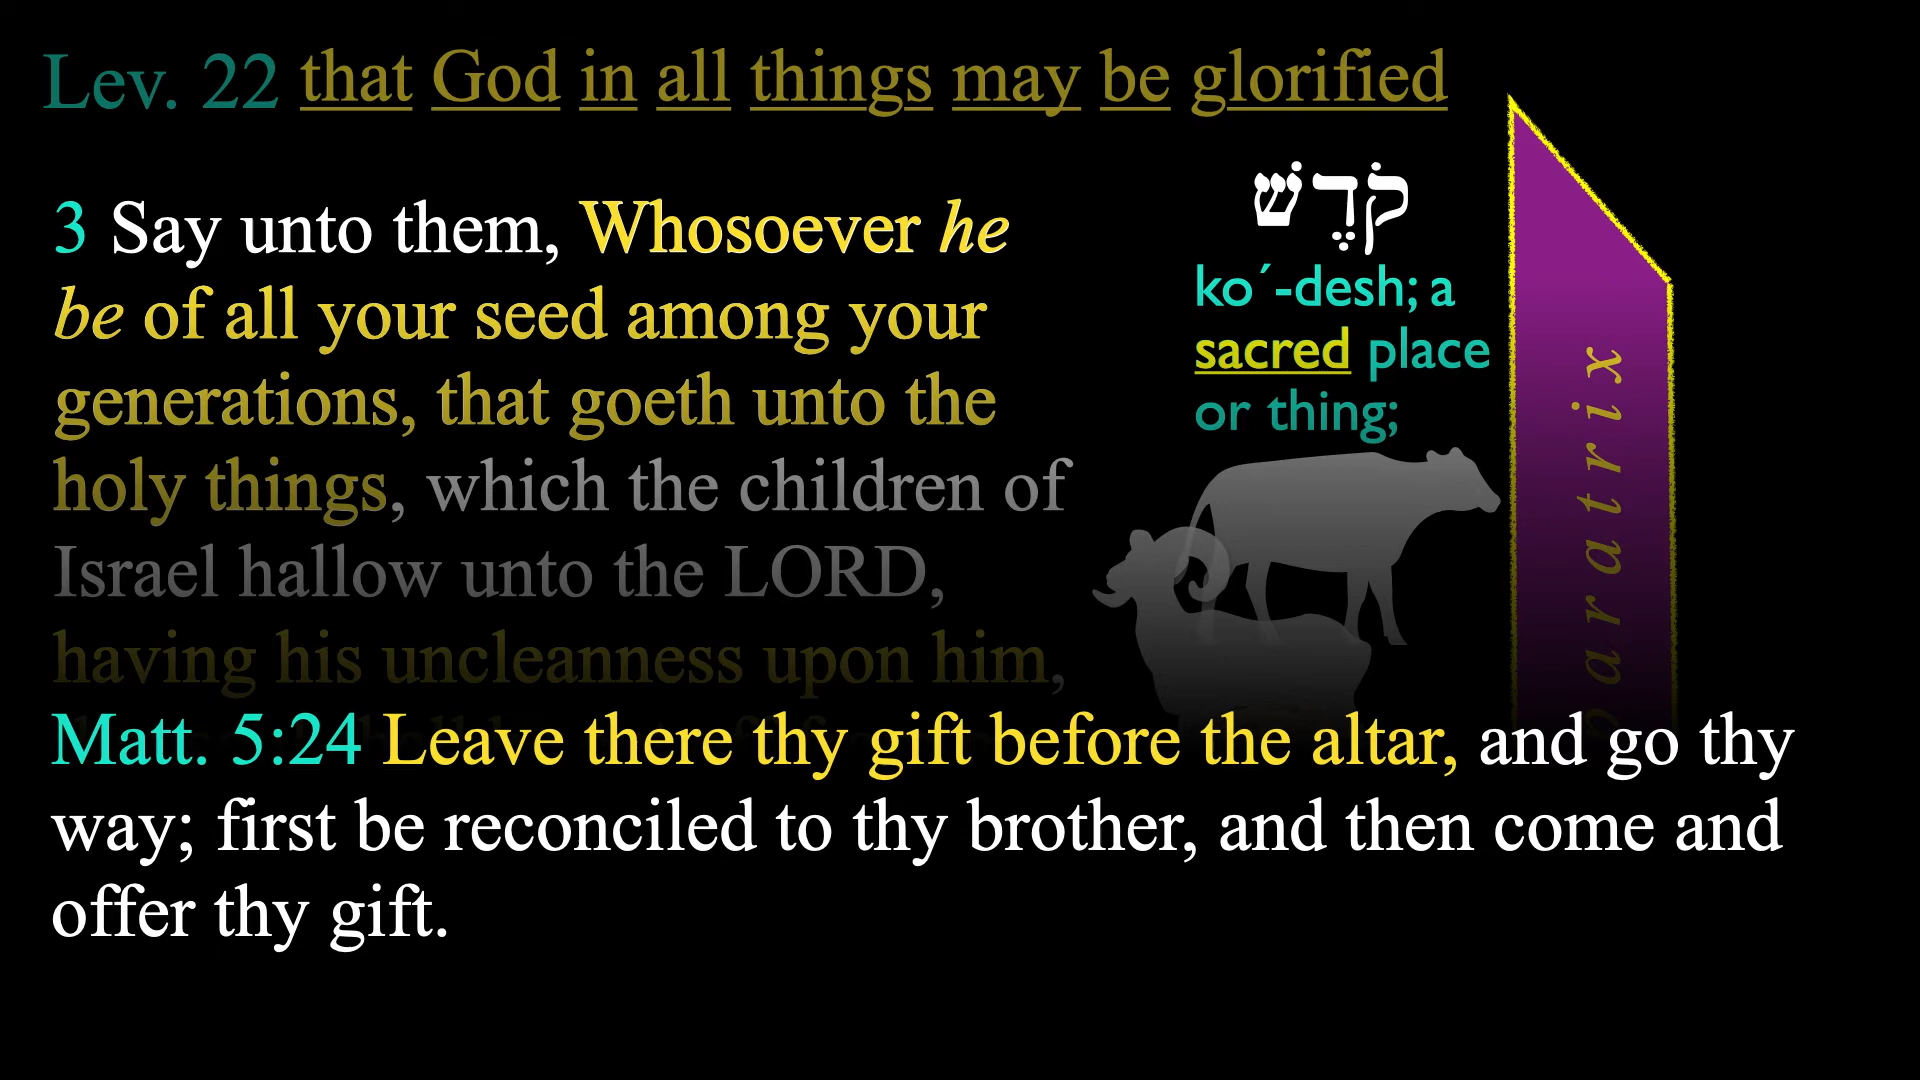 Lev. 22 that God in all things may be glorified
3 Say unto them, Whosoever he
be of all your seed among your
generations, that goeth unto the
holy things, which the children of
Israel hallow unto the LORD,
having his uncleanness upon him,
קֹדֶשׁ
ko´-desh; a
sacred place
or thing;
paratrix
Matt. 5:24 Leave there thy gift before the altar, and go thy
way; first be reconciled to thy brother, and then come and
offer thy gift.